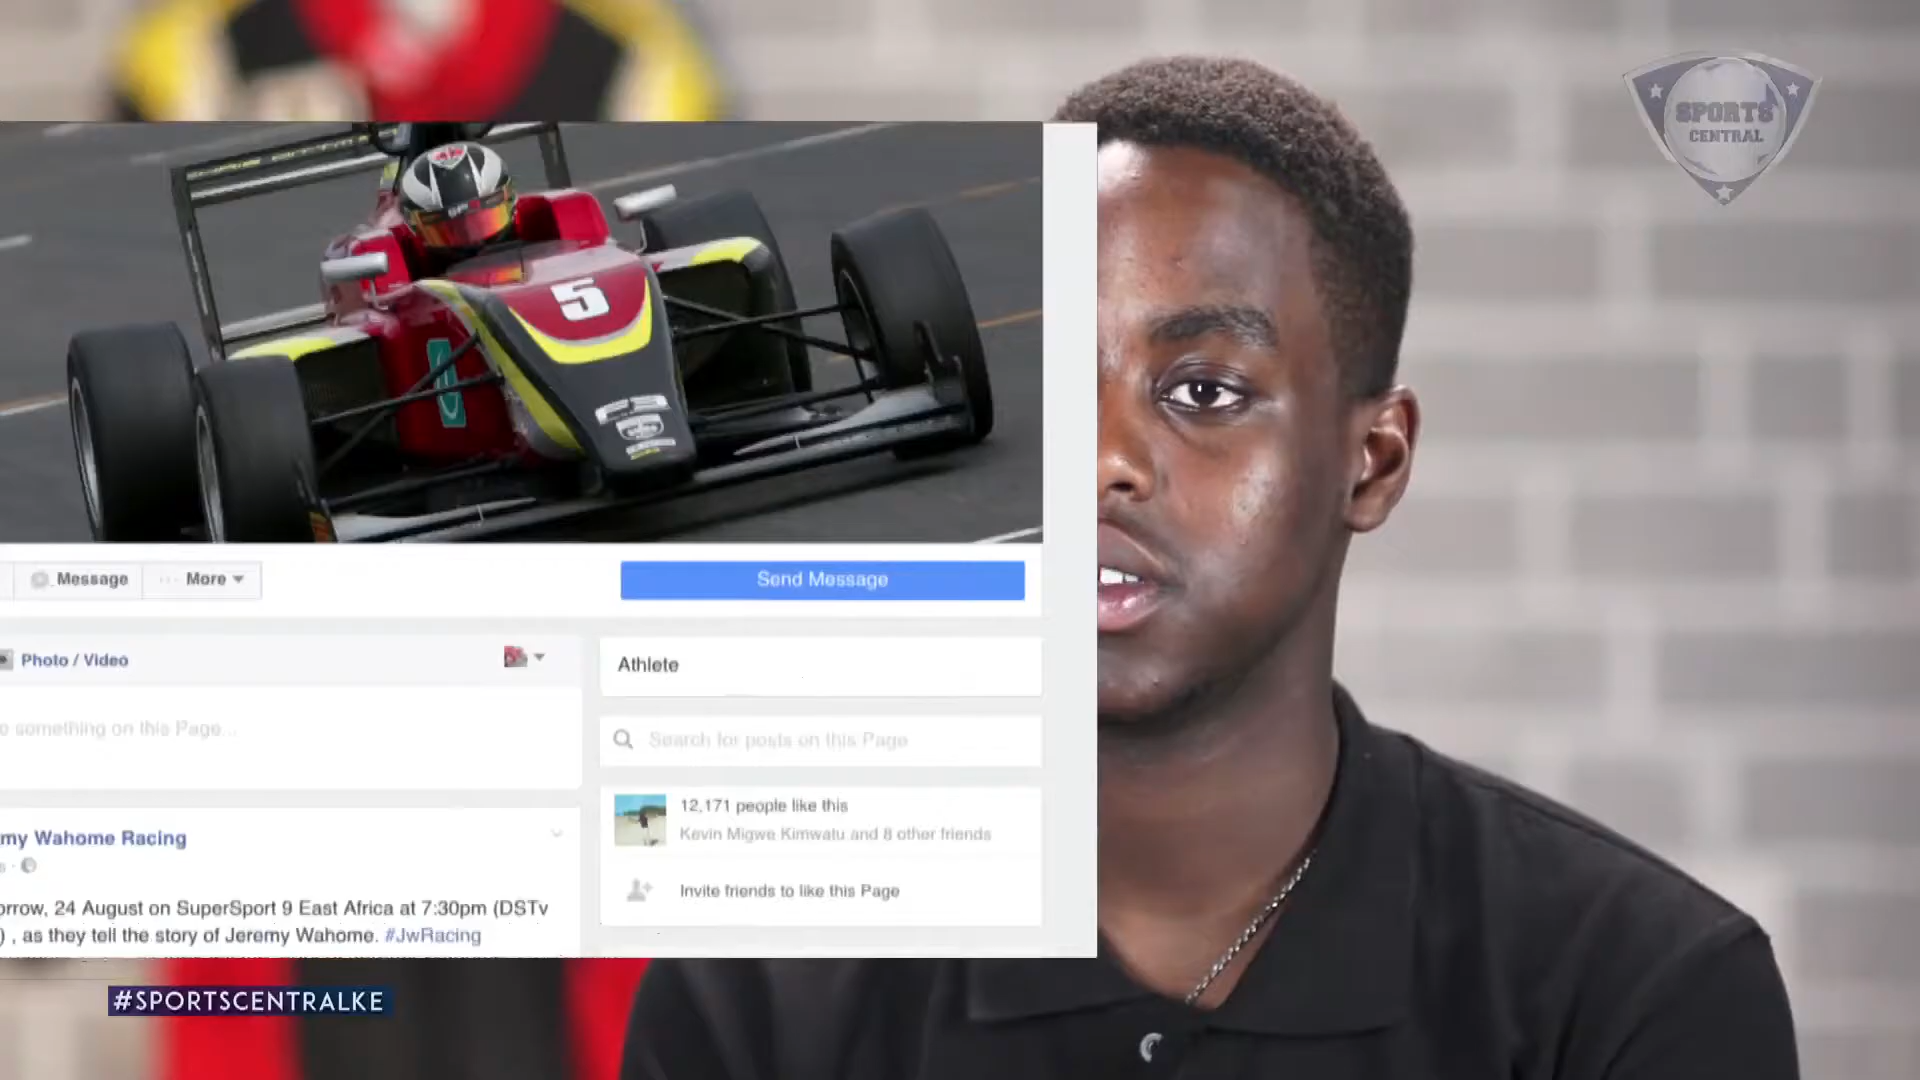 SPORTS
CENTRAL
5
Message
More
Send Message
Photo / Video
Athlete
something on this Page...
Search for posts on this Page
12,171 people like this
Kevin Migwe Kimwatu and 8 other friends
my Wahome Racing
Invite friends to like this Page
orrow, 24 August on SuperSport 9 East Africa at 7:30pm (DSTv
) , as they tell the story of Jeremy Wahome. #JwRacing
#SPORTSCENTRALKE